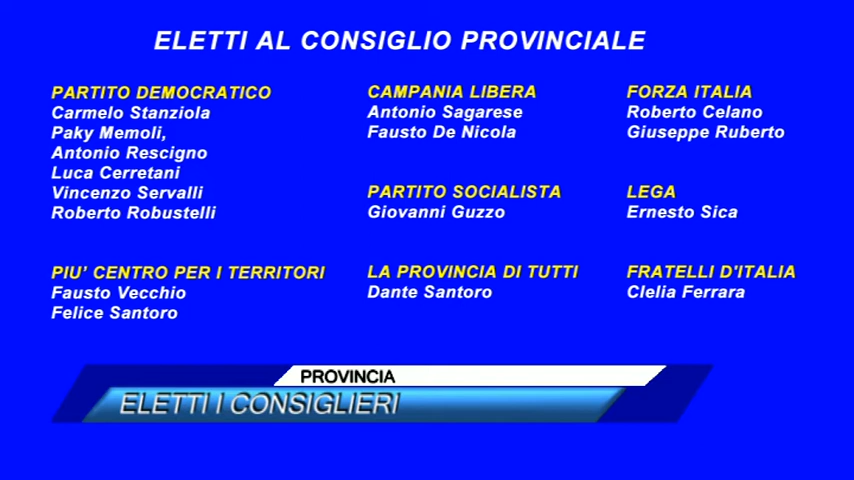 ELETTI AL CONSIGLIO PROVINCIALE
PARTITO DEMOCRATICO
Carmelo Stanziola
Paky Memoli,
Antonio Rescigno
Luca Cerretani
Vincenzo Servalli
Roberto Robustelli
CAMPANIA LIBERA
Antonio Sagarese
Fausto De Nicola
FORZA ITALIA
Roberto Celano
Giuseppe Ruberto
PARTITO SOCIALISTA
Giovanni Guzzo
LEGA
Ernesto Sica
PIU' CENTRO PER I TERRITORI
Fausto Vecchio
Felice Santoro
LA PROVINCIA DI TUTTI
Dante Santoro
FRATELLI D'ITALIA
Clelia Ferrara
PROVINCIA
ELETTI I CONSIGLIERI